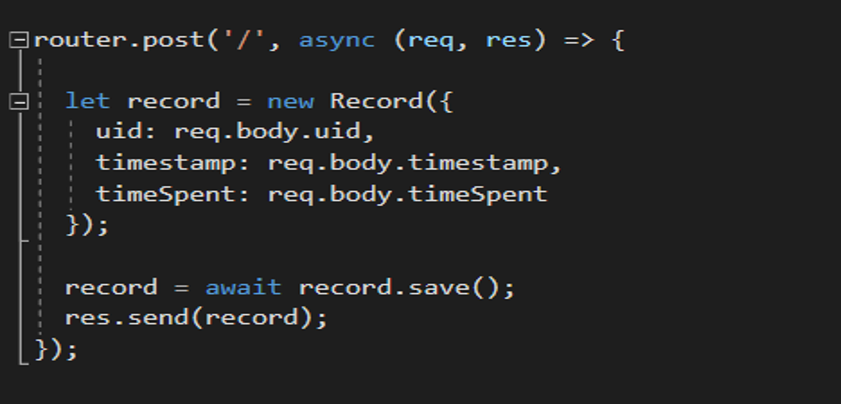 router.post('/', async (req, res) => {
let record = new Record({
uid: req.body.uid,
timestamp: req.body.timestamp,
timeSpent: req.body.timeSpent
});
record = await record.save();
res.send(record);
});